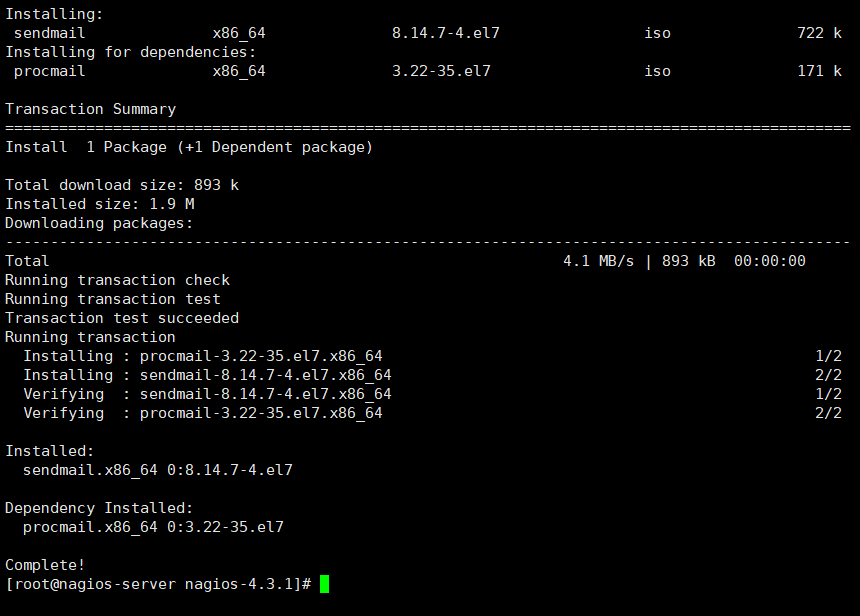 Installing:
 sendmail              x86_64              8.14.7-4.el7                iso              722 k
Installing for dependencies:
 procmail              x86_64              3.22-35.el7                 iso              171 k

Transaction Summary
==============================================================================================
Install  1 Package (+1 Dependent package)

Total download size: 893 k
Installed size: 1.9 M
Downloading packages:
----------------------------------------------------------------------------------------------
Total                                                         4.1 MB/s | 893 kB  00:00:00
Running transaction check
Running transaction test
Transaction test succeeded
Running transaction
  Installing : procmail-3.22-35.el7.x86_64                                                1/2
  Installing : sendmail-8.14.7-4.el7.x86_64                                               2/2
  Verifying  : sendmail-8.14.7-4.el7.x86_64                                               1/2
  Verifying  : procmail-3.22-35.el7.x86_64                                                2/2

Installed:
  sendmail.x86_64 0:8.14.7-4.el7

Dependency Installed:
  procmail.x86_64 0:3.22-35.el7

Complete!
[root@nagios-server nagios-4.3.1]#